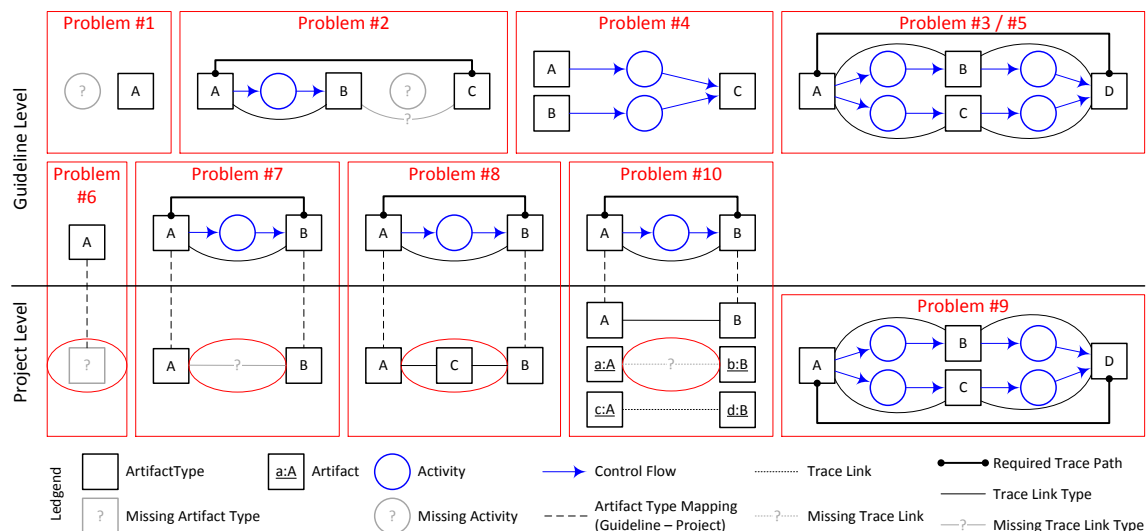 Guideline Level
Problem #1
?
A
Problem #2
A
B
?
C
?
Problem #4
A
B
C
Problem #3 / #5
A
B
C
D
Problem
#6
A
Problem #7
A
B
Problem #8
A
B
Problem #10
A
B
Project Level
?
A
?
B
A
C
B
A
B
a:A
?
b:B
c:A
d:B
Problem #9
A
B
C
D
Ledgend
ArtifactType
a:A
Artifact
Activity
Control Flow
Trace Link
Required Trace Path
?
Missing Artifact Type
?
Missing Activity
Artifact Type Mapping
(Guideline – Project)
?
Missing Trace Link
Trace Link Type
?
Missing Trace Link Type